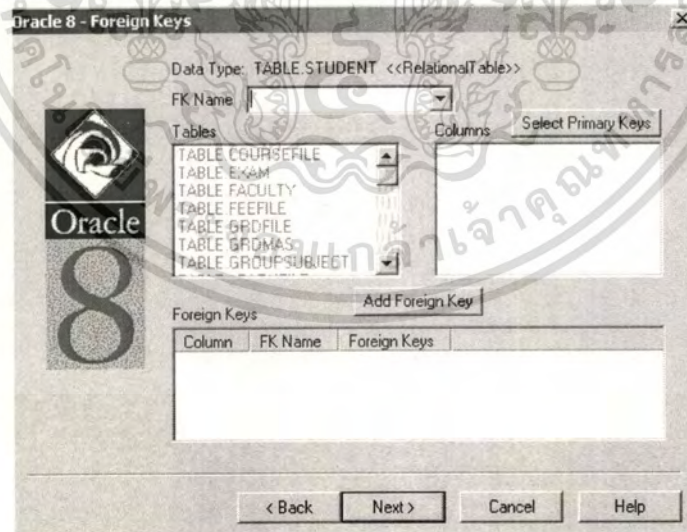 Oracle 8 - Foreign Keys
Data Type: TABLE.STUDENT <<RelationalTable>>
FK Name
Tables
Columns
Select Primary Keys
TABLE COURSEFILE
TABLE EXAM
TABLE FACULTY
TABLE FEEFILE
TABLE GRDFILE
TABLE GRDMAS
TABLE GROUPSUBJECT
Oracle
8
Add Foreign Key
Foreign Keys
Column
FK Name
Foreign Keys
< Back
Next >
Cancel
Help